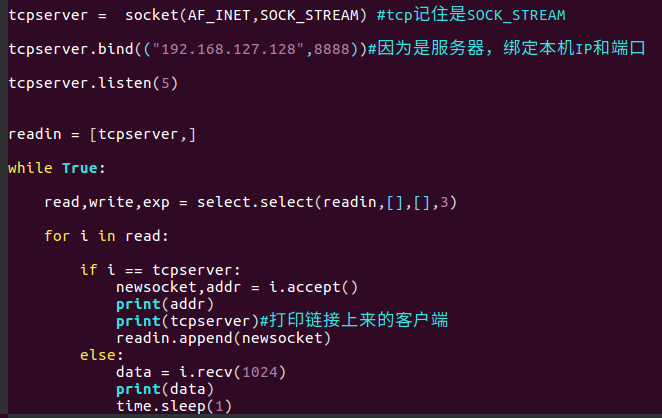 tcpserver =  socket(AF_INET,SOCK_STREAM) #tcp记住是SOCK_STREAM
tcpserver.bind(("192.168.127.128",8888))#因为是服务器，绑定本机IP和端口
tcpserver.listen(5)
readin = [tcpserver,]
while True:
    read,write,exp = select.select(readin,[],[],3)
    for i in read:
        if i == tcpserver:
            newsocket,addr = i.accept()
            print(addr)
            print(tcpserver)#打印链接上来的客户端
            readin.append(newsocket)
        else:
            data = i.recv(1024)
            print(data)
            time.sleep(1)